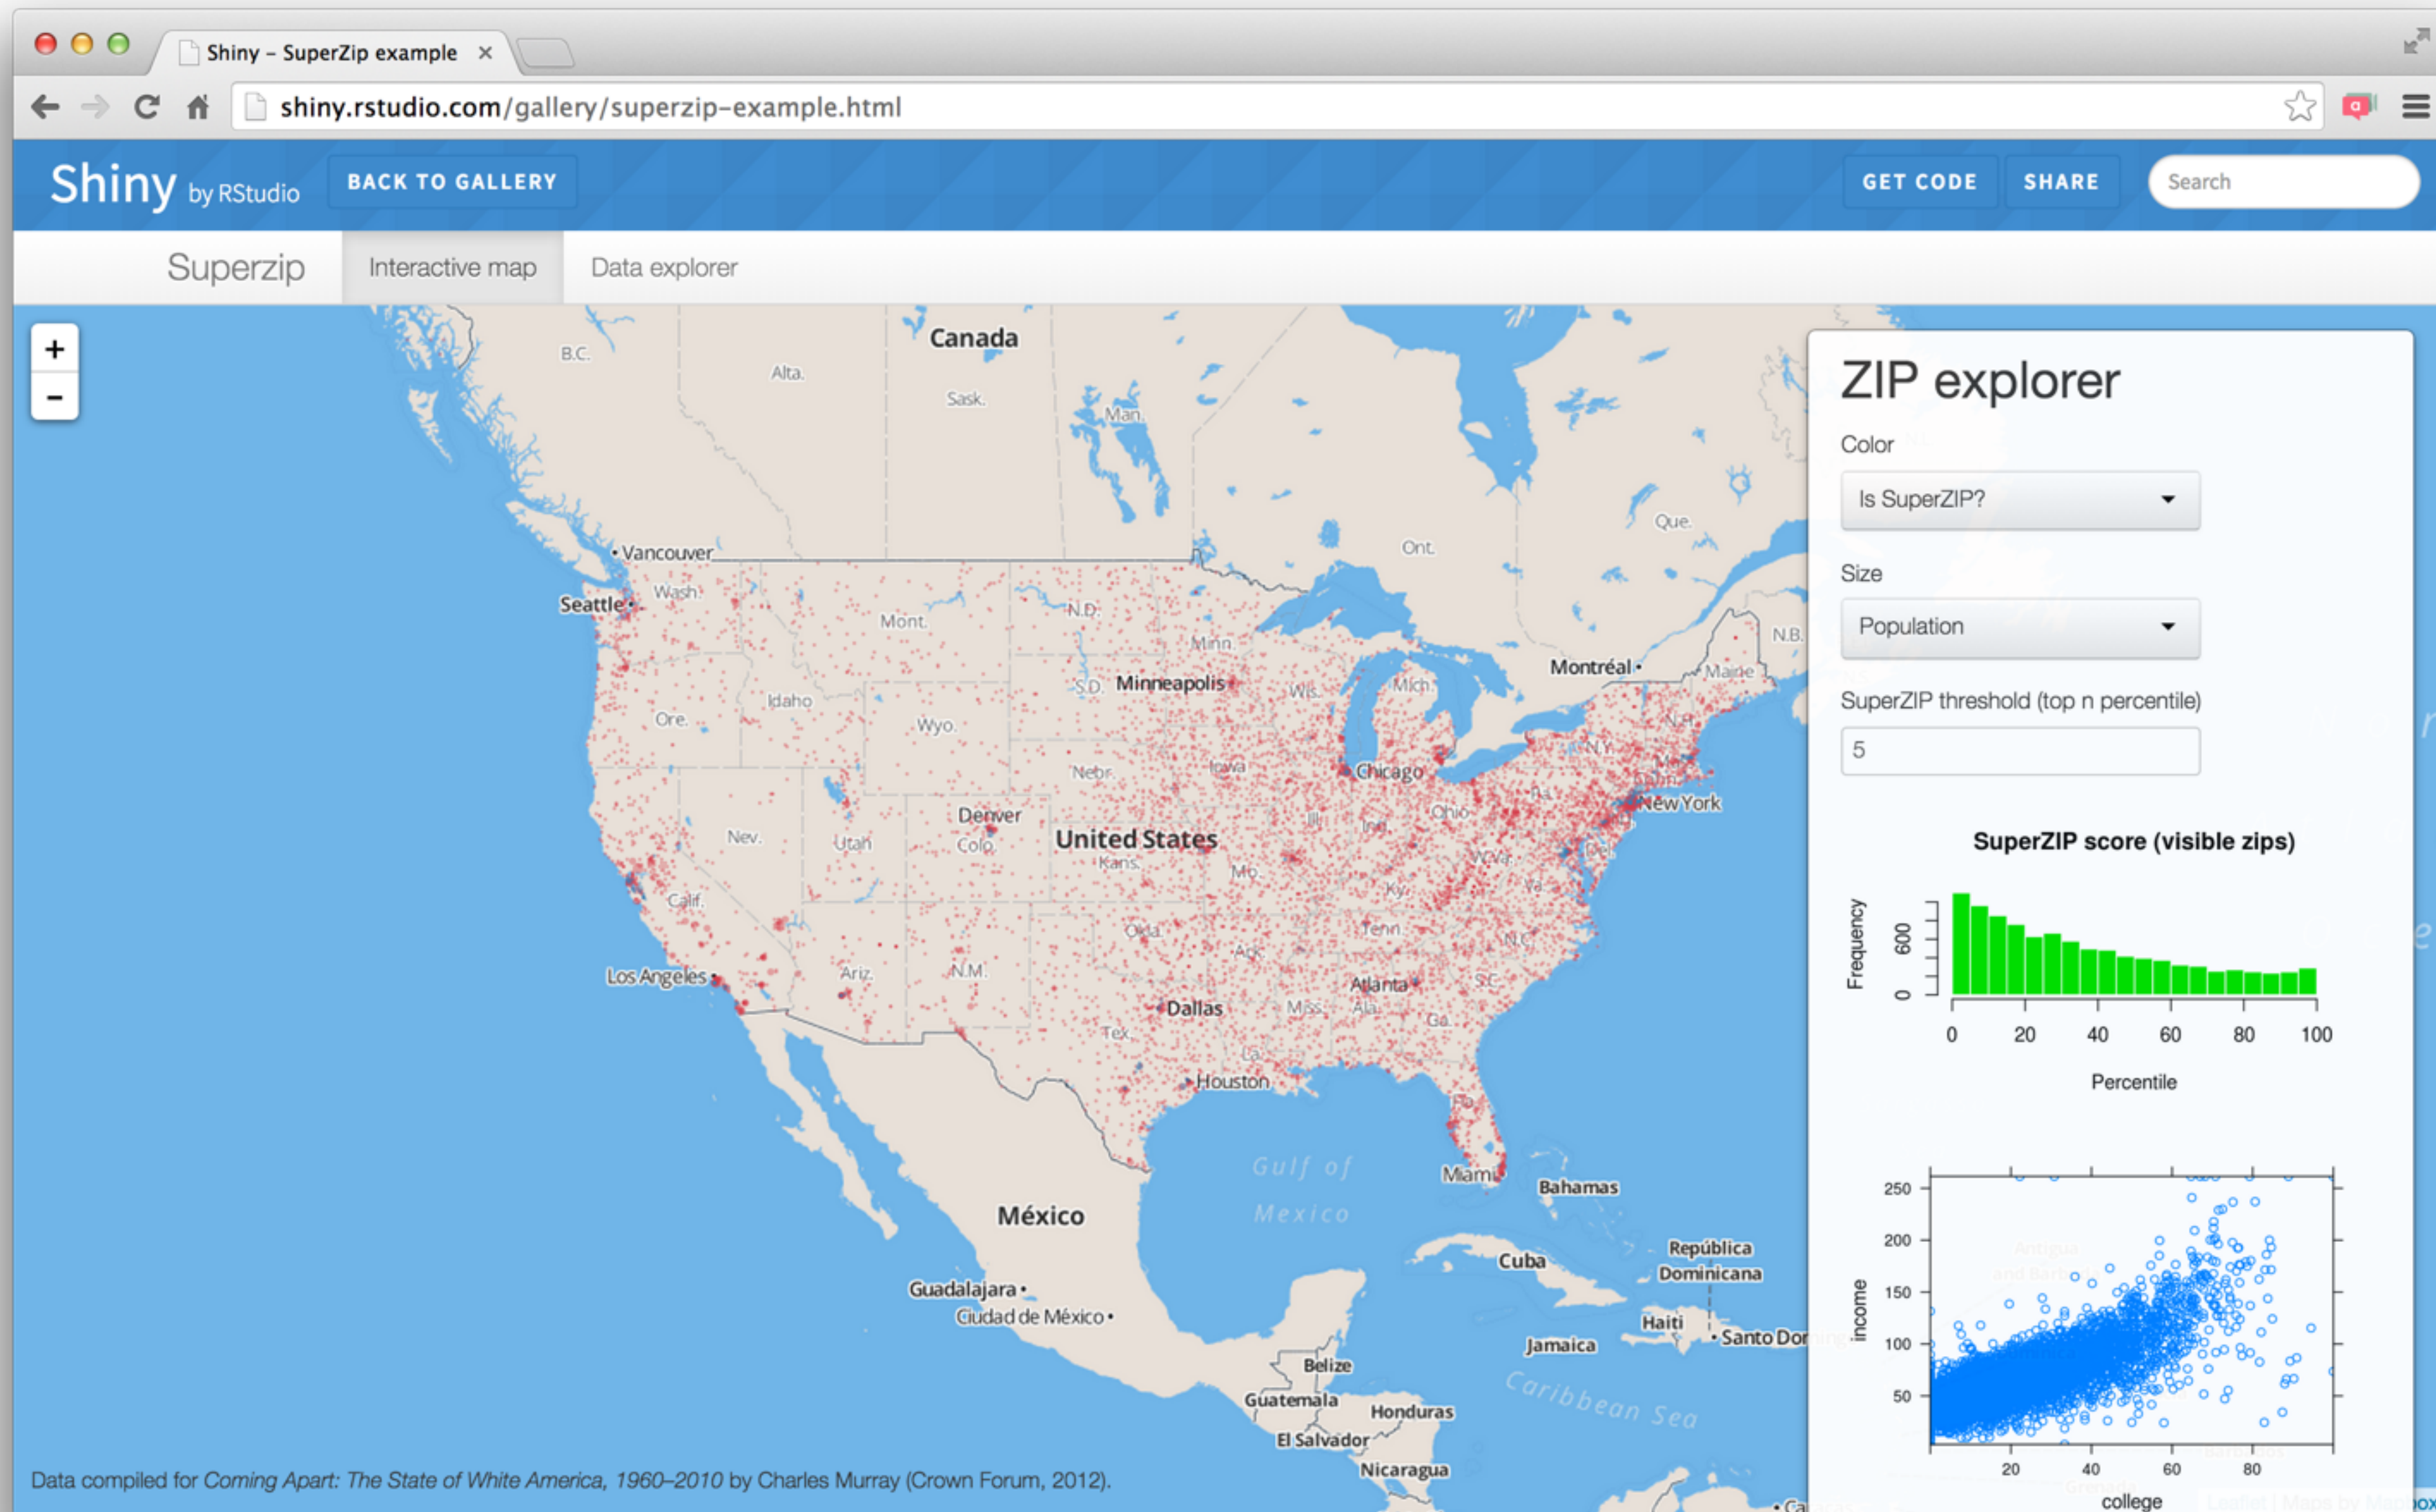 Shiny – SuperZip example
shiny.rstudio.com/gallery/superzip-example.html
Shiny by RStudio
BACK TO GALLERY
GET CODE
SHARE
Search
Superzip
Interactive map
Data explorer
+
-
Canada
B.C.
Alta.
Sask.
Man.
Ont.
Que.
N.B.
Vancouver
Seattle
Wash.
Mont.
N.D.
Minn.
Montréal
Maine
S.D.
Minneapolis
Wis.
Mich.
Idaho
Ore.
Wyo.
N.H.
N.Y.
Nebr.
Iowa
Chicago
Pa.
New York
Denver
Colo.
Nev.
Utah
United States
Kans.
Ill.
Ind.
Ohio
Mo.
W.Va.
Del.
Ky.
Va.
Calif.
Okla.
Ark.
Tenn.
N.C.
Los Angeles
Ariz.
N.M.
Atlanta
S.C.
Dallas
Miss.
Ala.
Ga.
Tex.
La.
Houston
Miami
Gulf of
Mexico
Bahamas
México
Cuba
República
Dominicana
Guadalajara
Ciudad de México
Haiti
Jamaica
Belize
Caribbean Sea
Guatemala
Honduras
El Salvador
Nicaragua
ZIP explorer
Color
Is SuperZIP?
Size
Population
SuperZIP threshold (top n percentile)
5
SuperZIP score (visible zips)
Frequency
600
0
0 20 40 60 80 100
Percentile
250
200
150
100
50
income
20 40 60 80
college
Antigua
and Barbuda
Data compiled for Coming Apart: The State of White America, 1960–2010 by Charles Murray (Crown Forum, 2012).
Leaflet | Maps by Mapbox